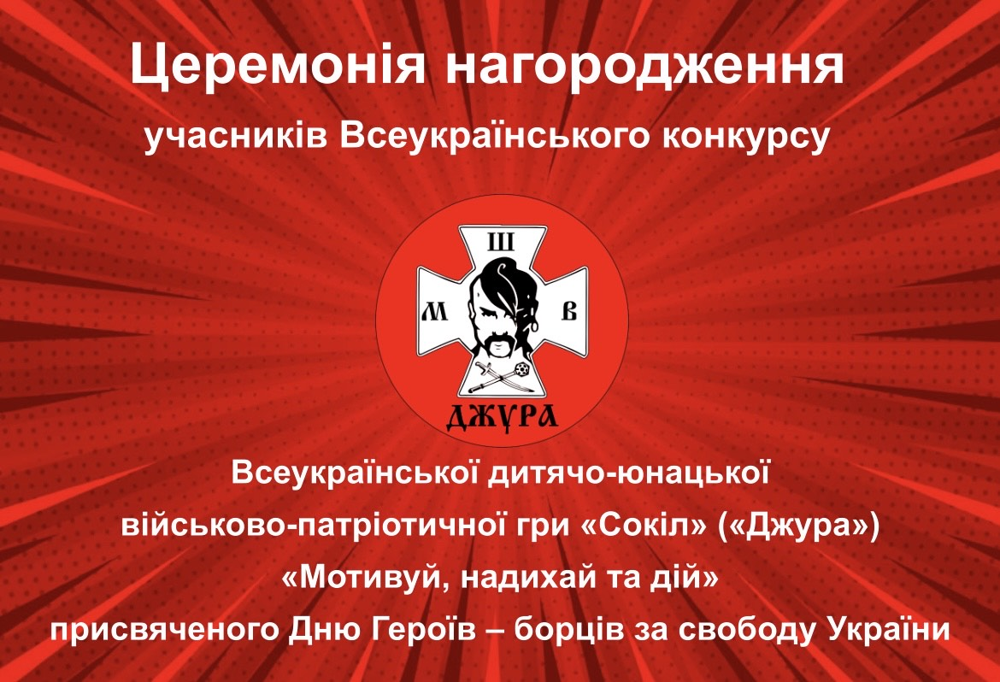 Церемонія нагородження
учасників Всеукраїнського конкурсу
Ш
М В
ДЖУРА
Всеукраїнської дитячо-юнацької
військово-патріотичної гри «Сокіл» («Джура»)
«Мотивуй, надихай та дій»
присвяченого Дню Героїв – борців за свободу України